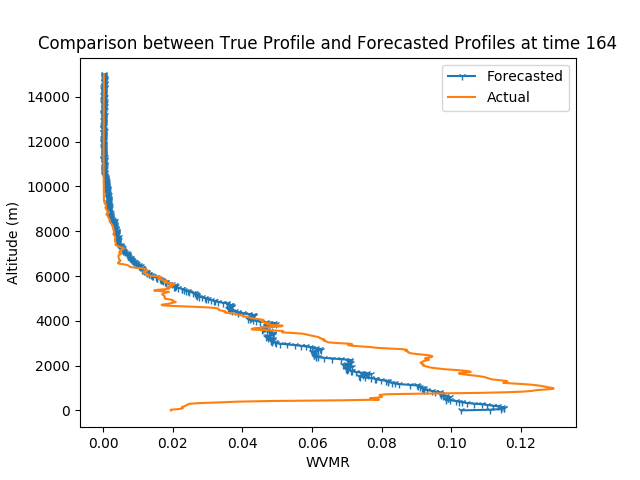 Comparison between True Profile and Forecasted Profiles at time 164
Forecasted
Actual
14000
12000
10000
8000
6000
4000
2000
0
Altitude (m)
0.00 0.02 0.04 0.06 0.08 0.10 0.12
WVMR